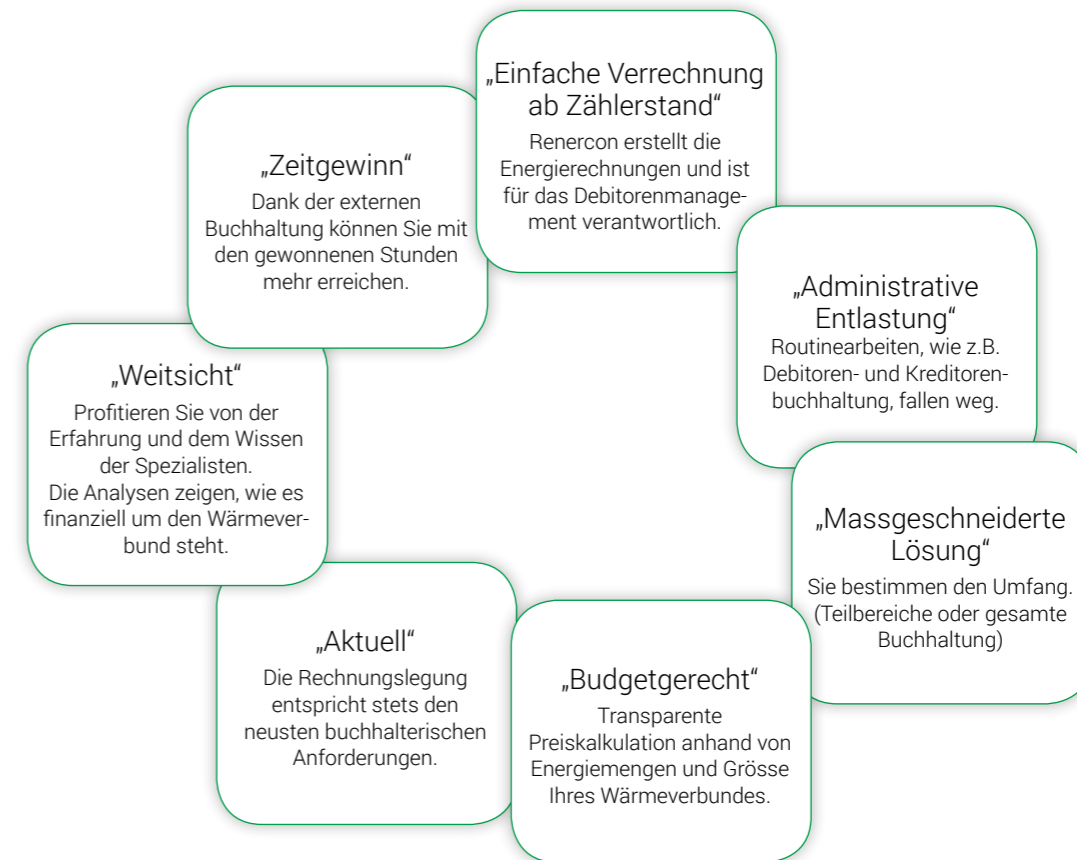 „Einfache Verrechnung
ab Zählerstand“
Renercon erstellt die
Energierechnungen und ist
für das Debitorenmanage-
ment verantwortlich.
„Administrative
Entlastung“
Routinearbeiten, wie z.B.
Debitoren- und Kreditoren-
buchhaltung, fallen weg.
„Massgeschneiderte
Lösung“
Sie bestimmen den Umfang.
(Teilbereiche oder gesamte
Buchhaltung)
„Budgetgerecht“
Transparente
Preiskalkulation anhand von
Energiemengen und Grösse
Ihres Wärmeverbundes.
„Aktuell“
Die Rechnungslegung
entspricht stets den
neusten buchhalterischen
Anforderungen.
„Weitsicht“
Profitieren Sie von der
Erfahrung und dem Wissen
der Spezialisten.
Die Analysen zeigen, wie es
finanziell um den Wärmever-
bund steht.
„Zeitgewinn“
Dank der externen
Buchhaltung können Sie mit
den gewonnenen Stunden
mehr erreichen.